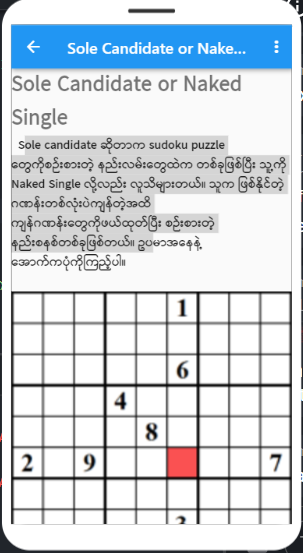 Sole Candidate or Nake...
Sole Candidate or Naked
Single
Sole candidate ဆိုတာက sudoku puzzle
တွေကိုစဉ်းစားတဲ့ နည်းလမ်းတွေထဲက တစ်ခုဖြစ်ပြီး သူ့ကို
Naked Single လို့လည်း လူသိများတယ်။ သူက ဖြစ်နိုင်တဲ့
ဂဏန်းတစ်လုံးပဲကျန်တဲ့အထိ
ကျန်ဂဏန်းတွေကိုဖယ်ထုတ်ပြီး စဉ်းစားတဲ့
နည်းစနစ်တစ်ခုဖြစ်တယ်။ ဥပမာအနေနဲ့
အောက်ကပုံကိုကြည့်ပါ။
1
6
4
8
2 9 7